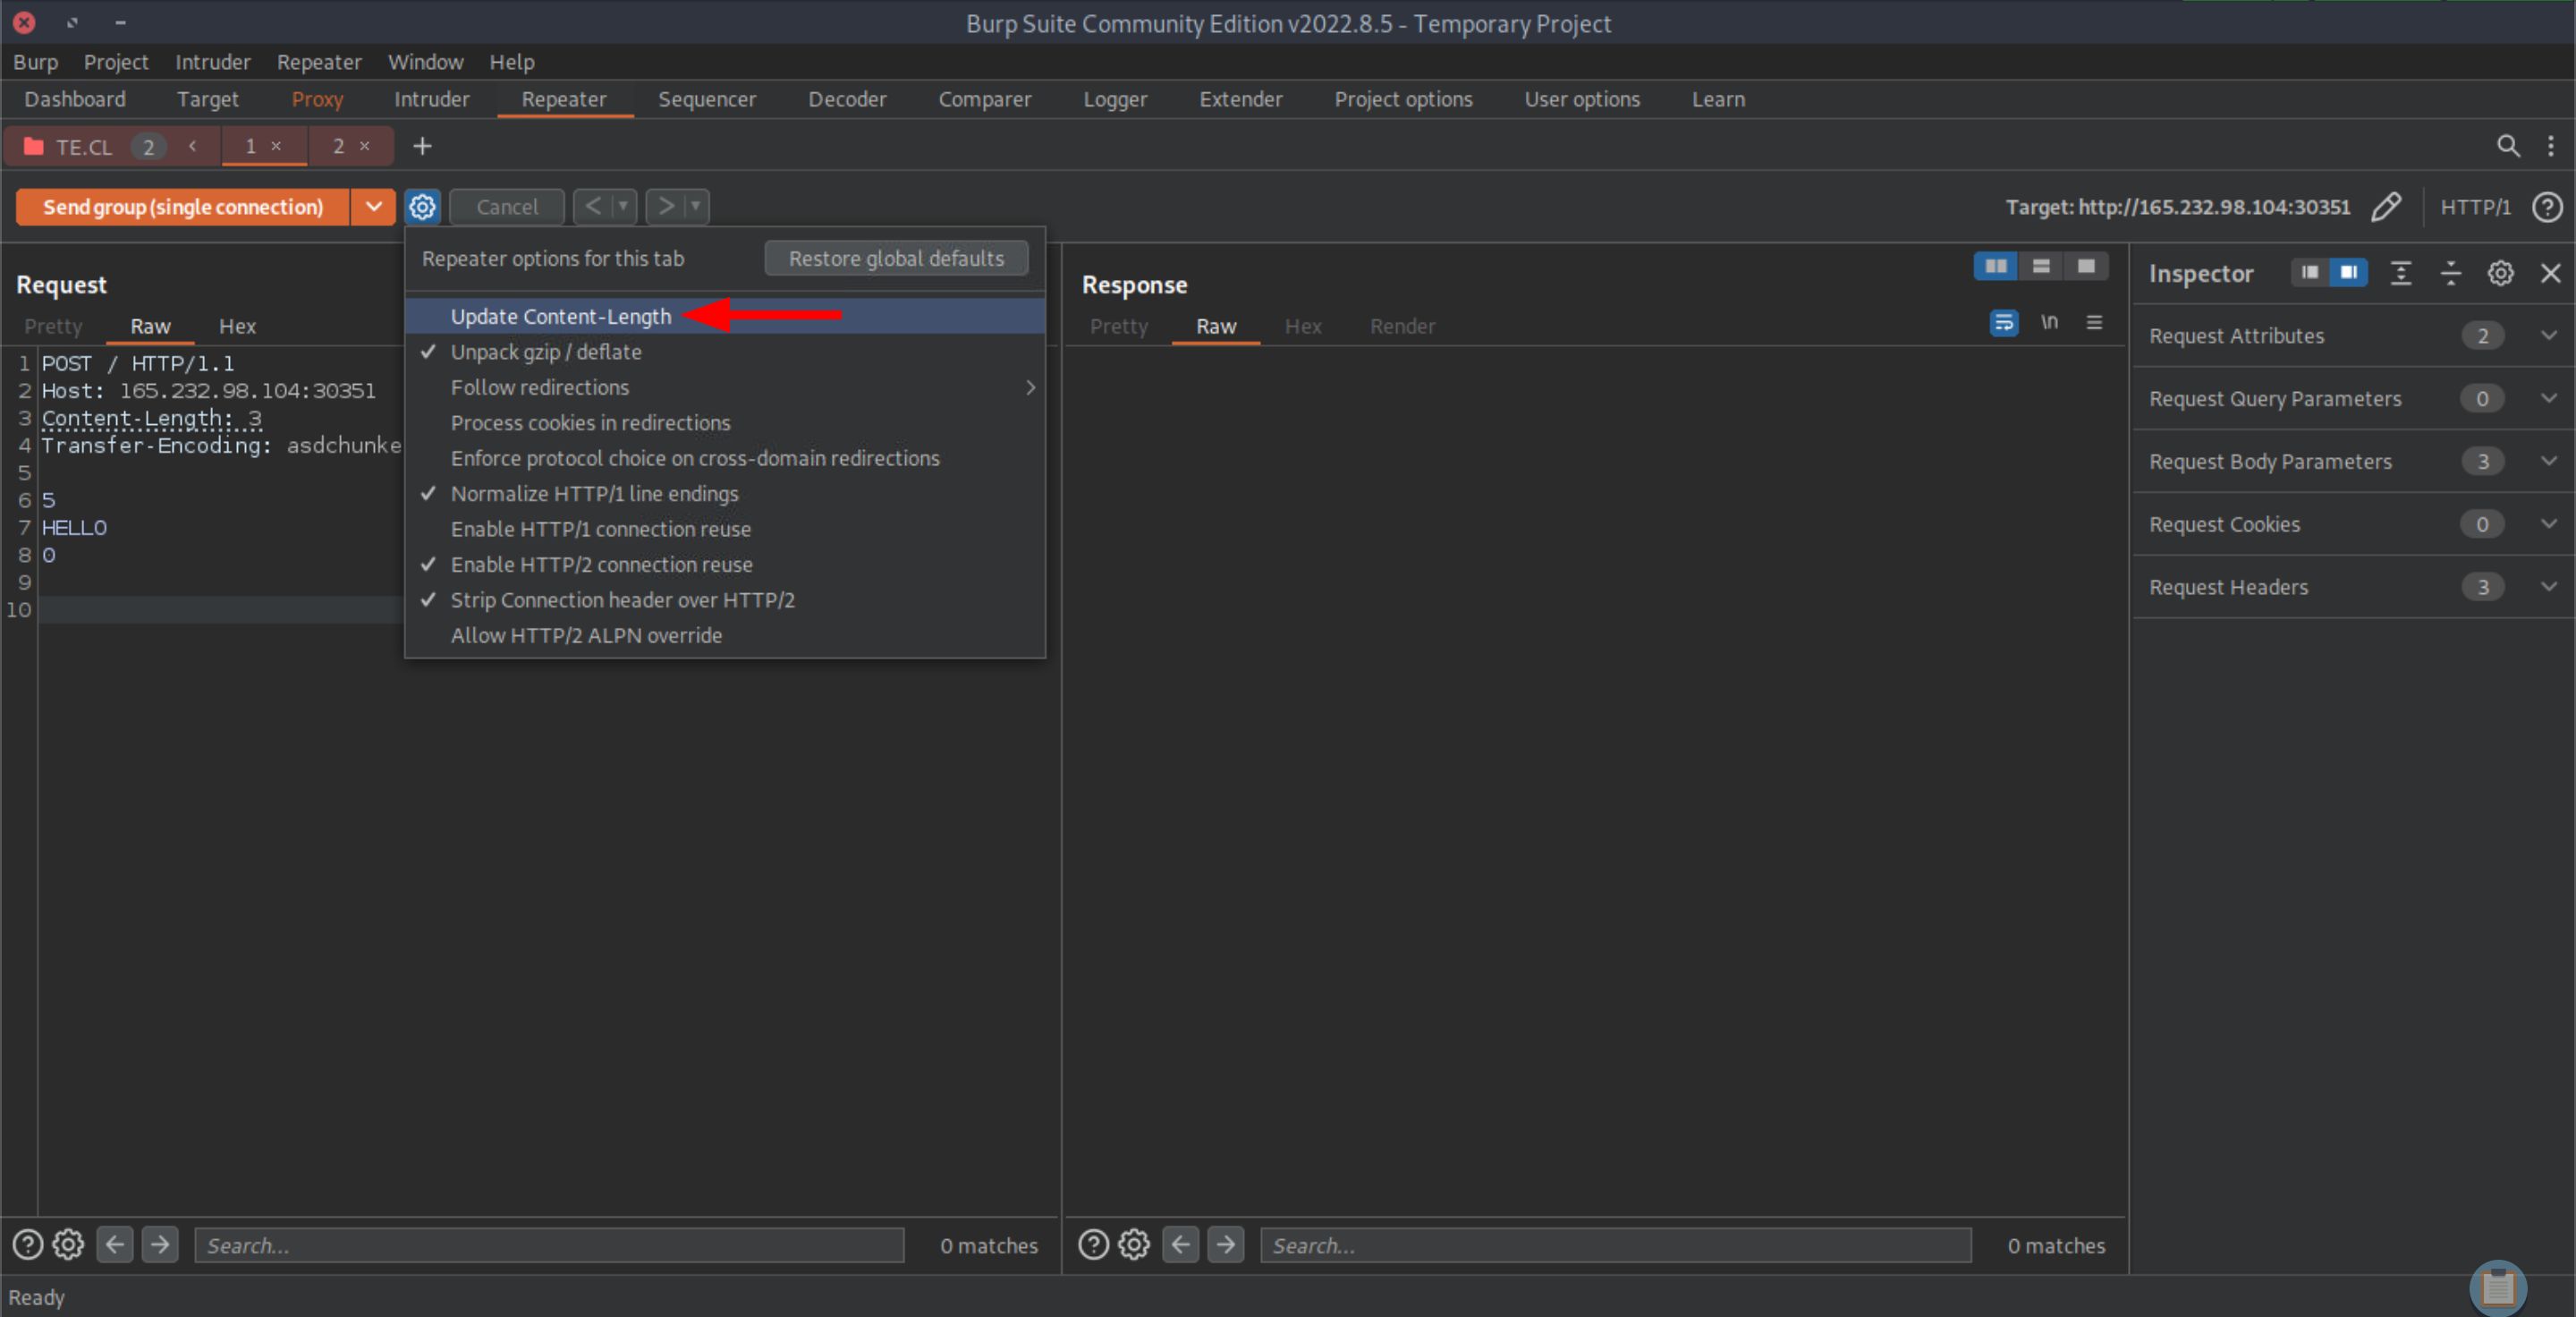 Burp Suite Community Edition v2022.8.5 - Temporary Project
Burp Project Intruder Repeater Window Help
Dashboard Target Proxy Intruder Repeater Sequencer Decoder Comparer Logger Extender Project options User options Learn
TE.CL 2 < 1 × 2 × +
Send group (single connection) Cancel < > Target: http://165.232.98.104:30351 HTTP/1 ?
Repeater options for this tab Restore global defaults
Update Content-Length
✓ Unpack gzip / deflate
Follow redirections >
Process cookies in redirections
Enforce protocol choice on cross-domain redirections
✓ Normalize HTTP/1 line endings
Enable HTTP/1 connection reuse
✓ Enable HTTP/2 connection reuse
✓ Strip Connection header over HTTP/2
Allow HTTP/2 ALPN override
Request
Pretty Raw Hex
1 POST / HTTP/1.1
2 Host: 165.232.98.104:30351
3 Content-Length: 3
4 Transfer-Encoding: asdchunke
5
6 5
7 HELLO
8 0
9
10
? Search... 0 matches
Response
Pretty Raw Hex Render \n
? Search... 0 matches
Inspector
Request Attributes 2
Request Query Parameters 0
Request Body Parameters 3
Request Cookies 0
Request Headers 3
Ready